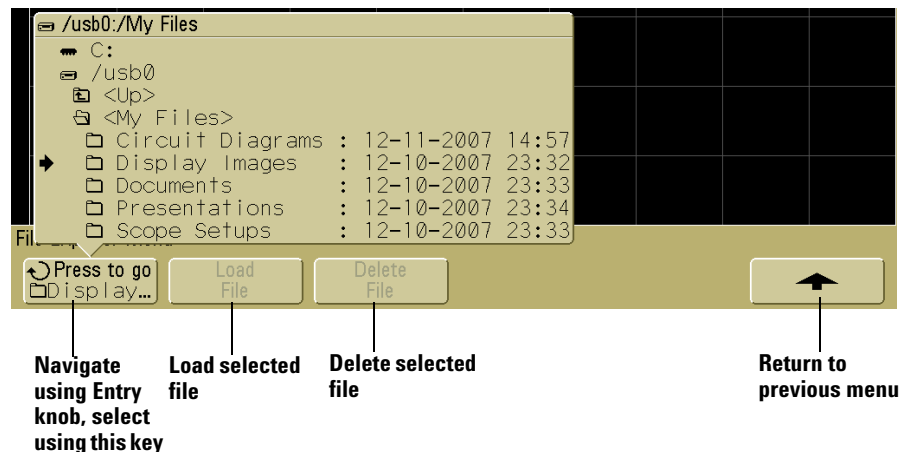 /usb0:/My Files
C:
/usb0
<Up>
<My Files>
Circuit Diagrams : 12-11-2007 14:57
Display Images : 12-10-2007 23:32
Documents : 12-10-2007 23:33
Presentations : 12-10-2007 23:34
Scope Setups : 12-10-2007 23:33
Press to go
Display...
Load
File
Delete
File
Navigate
using Entry
knob, select
using this key
Load selected
file
Delete selected
file
Return to
previous menu